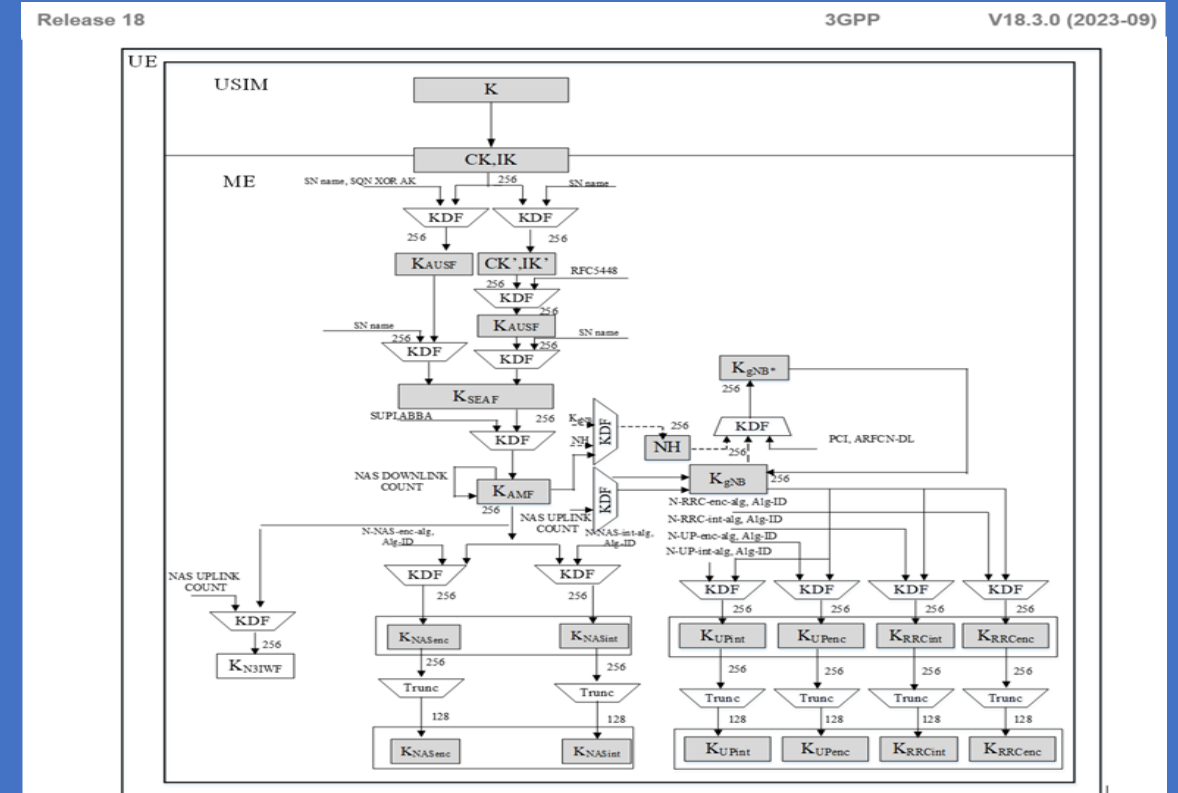 Release 18 3GPP V18.3.0 (2023-09)
UE
USIM
K
CK,IK
ME
SN name, SQN XOR AK
256
SN name
KDF
KDF
256
256
KAUSF
CK',IK'
RFC5448
256
KDF
256
KAUSF
SN name
256
SN name
256
KDF
KDF
KgNB*
256
KSEAF
SUPI,ABBA
256
KDF
NH
KDF
256
NH
256
KDF
PCI, ARFCN-DL
NAS DOWNLINK
COUNT
KAMF
256
KDF
KgNB
256
NAS UPLINK
COUNT
N-RRC-enc-alg, Alg-ID
N-RRC-int-alg, Alg-ID
N-UP-enc-alg, Alg-ID
N-UP-int-alg, Alg-ID
N-NAS-enc-alg,
Alg-ID
N-NAS-int-alg,
Alg-ID
NAS UPLINK
COUNT
KDF
256
KN3IWF
KDF
KDF
KDF
KDF
KDF
KDF
256
256
256
256
256
256
KNASenc
KNASint
KUPint
KUPenc
KRRCint
KRRCenc
256
256
256
256
256
256
Trunc
Trunc
Trunc
Trunc
Trunc
Trunc
128
128
128
128
128
128
KNASenc
KNASint
KUPint
KUPenc
KRRCint
KRRCenc